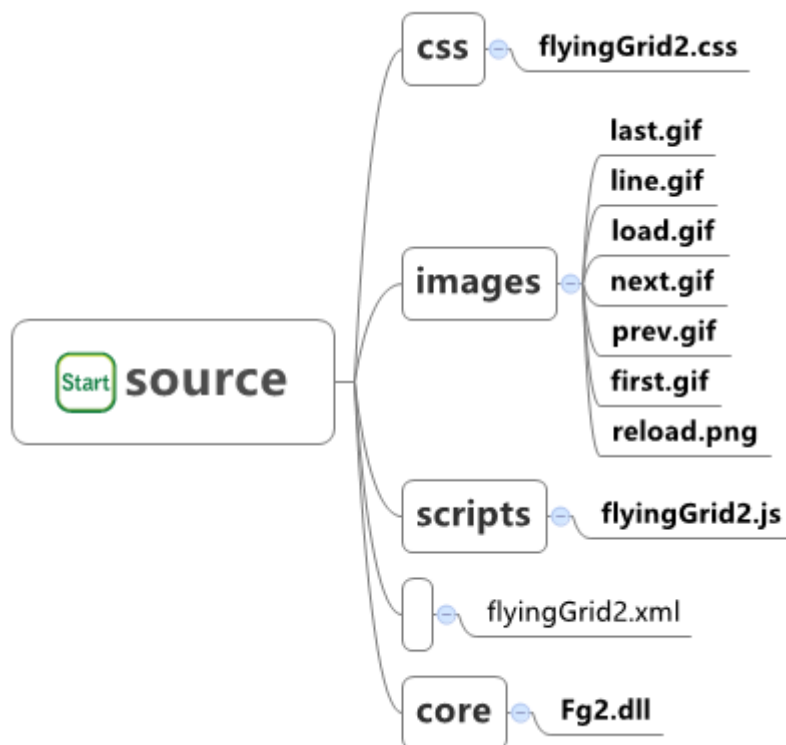 css
flyingGrid2.css
last.gif
line.gif
load.gif
images
next.gif
prev.gif
first.gif
reload.png
Start source
scripts
flyingGrid2.js
flyingGrid2.xml
core
Fg2.dll